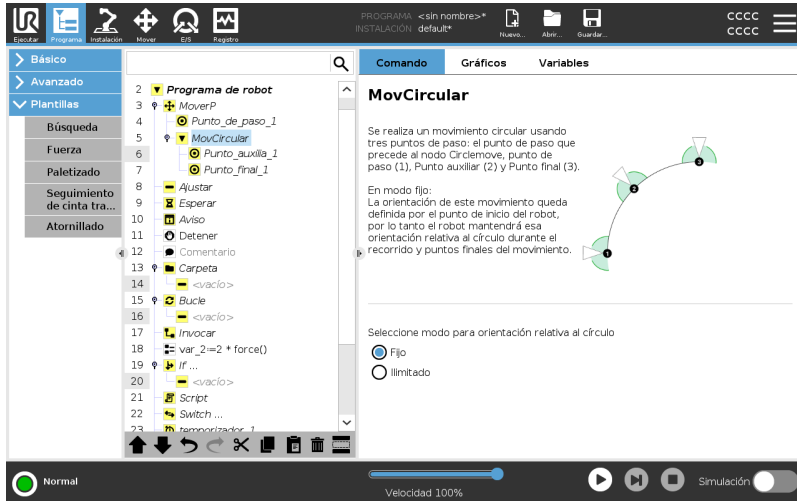 UR
Ejecutar
Programa
Instalación
Mover
E/S
Registro
PROGRAMA <sin nombre>*
INSTALACIÓN default*
Nuevo...
Abrir...
Guardar...
cccc
cccc
Básico
Avanzado
Plantillas
Búsqueda
Fuerza
Paletizado
Seguimiento
de cinta tra...
Atornillado
2 Programa de robot
3 MoverP
4 Punto_de_paso_1
5 MovCircular
6 Punto_auxilia_1
7 Punto_final_1
8 Ajustar
9 Esperar
10 Aviso
11 Detener
12 Comentario
13 Carpeta
14 <vacío>
15 Bucle
16 <vacío>
17 Invocar
18 var_2:=2 * force()
19 If ...
20 <vacío>
21 Script
22 Switch ...
23 temporizador_1
Comando
Gráficos
Variables
MovCircular
Se realiza un movimiento circular usando
tres puntos de paso: el punto de paso que
precede al nodo Circlemove, punto de
paso (1), Punto auxiliar (2) y Punto final (3).
En modo fijo:
La orientación de este movimiento queda
definida por el punto de inicio del robot,
por lo tanto el robot mantendrá esa
orientación relativa al círculo durante el
recorrido y puntos finales del movimiento.
1
2
3
Seleccione modo para orientación relativa al círculo
Fijo
Ilimitado
Normal
Velocidad 100%
Simulación